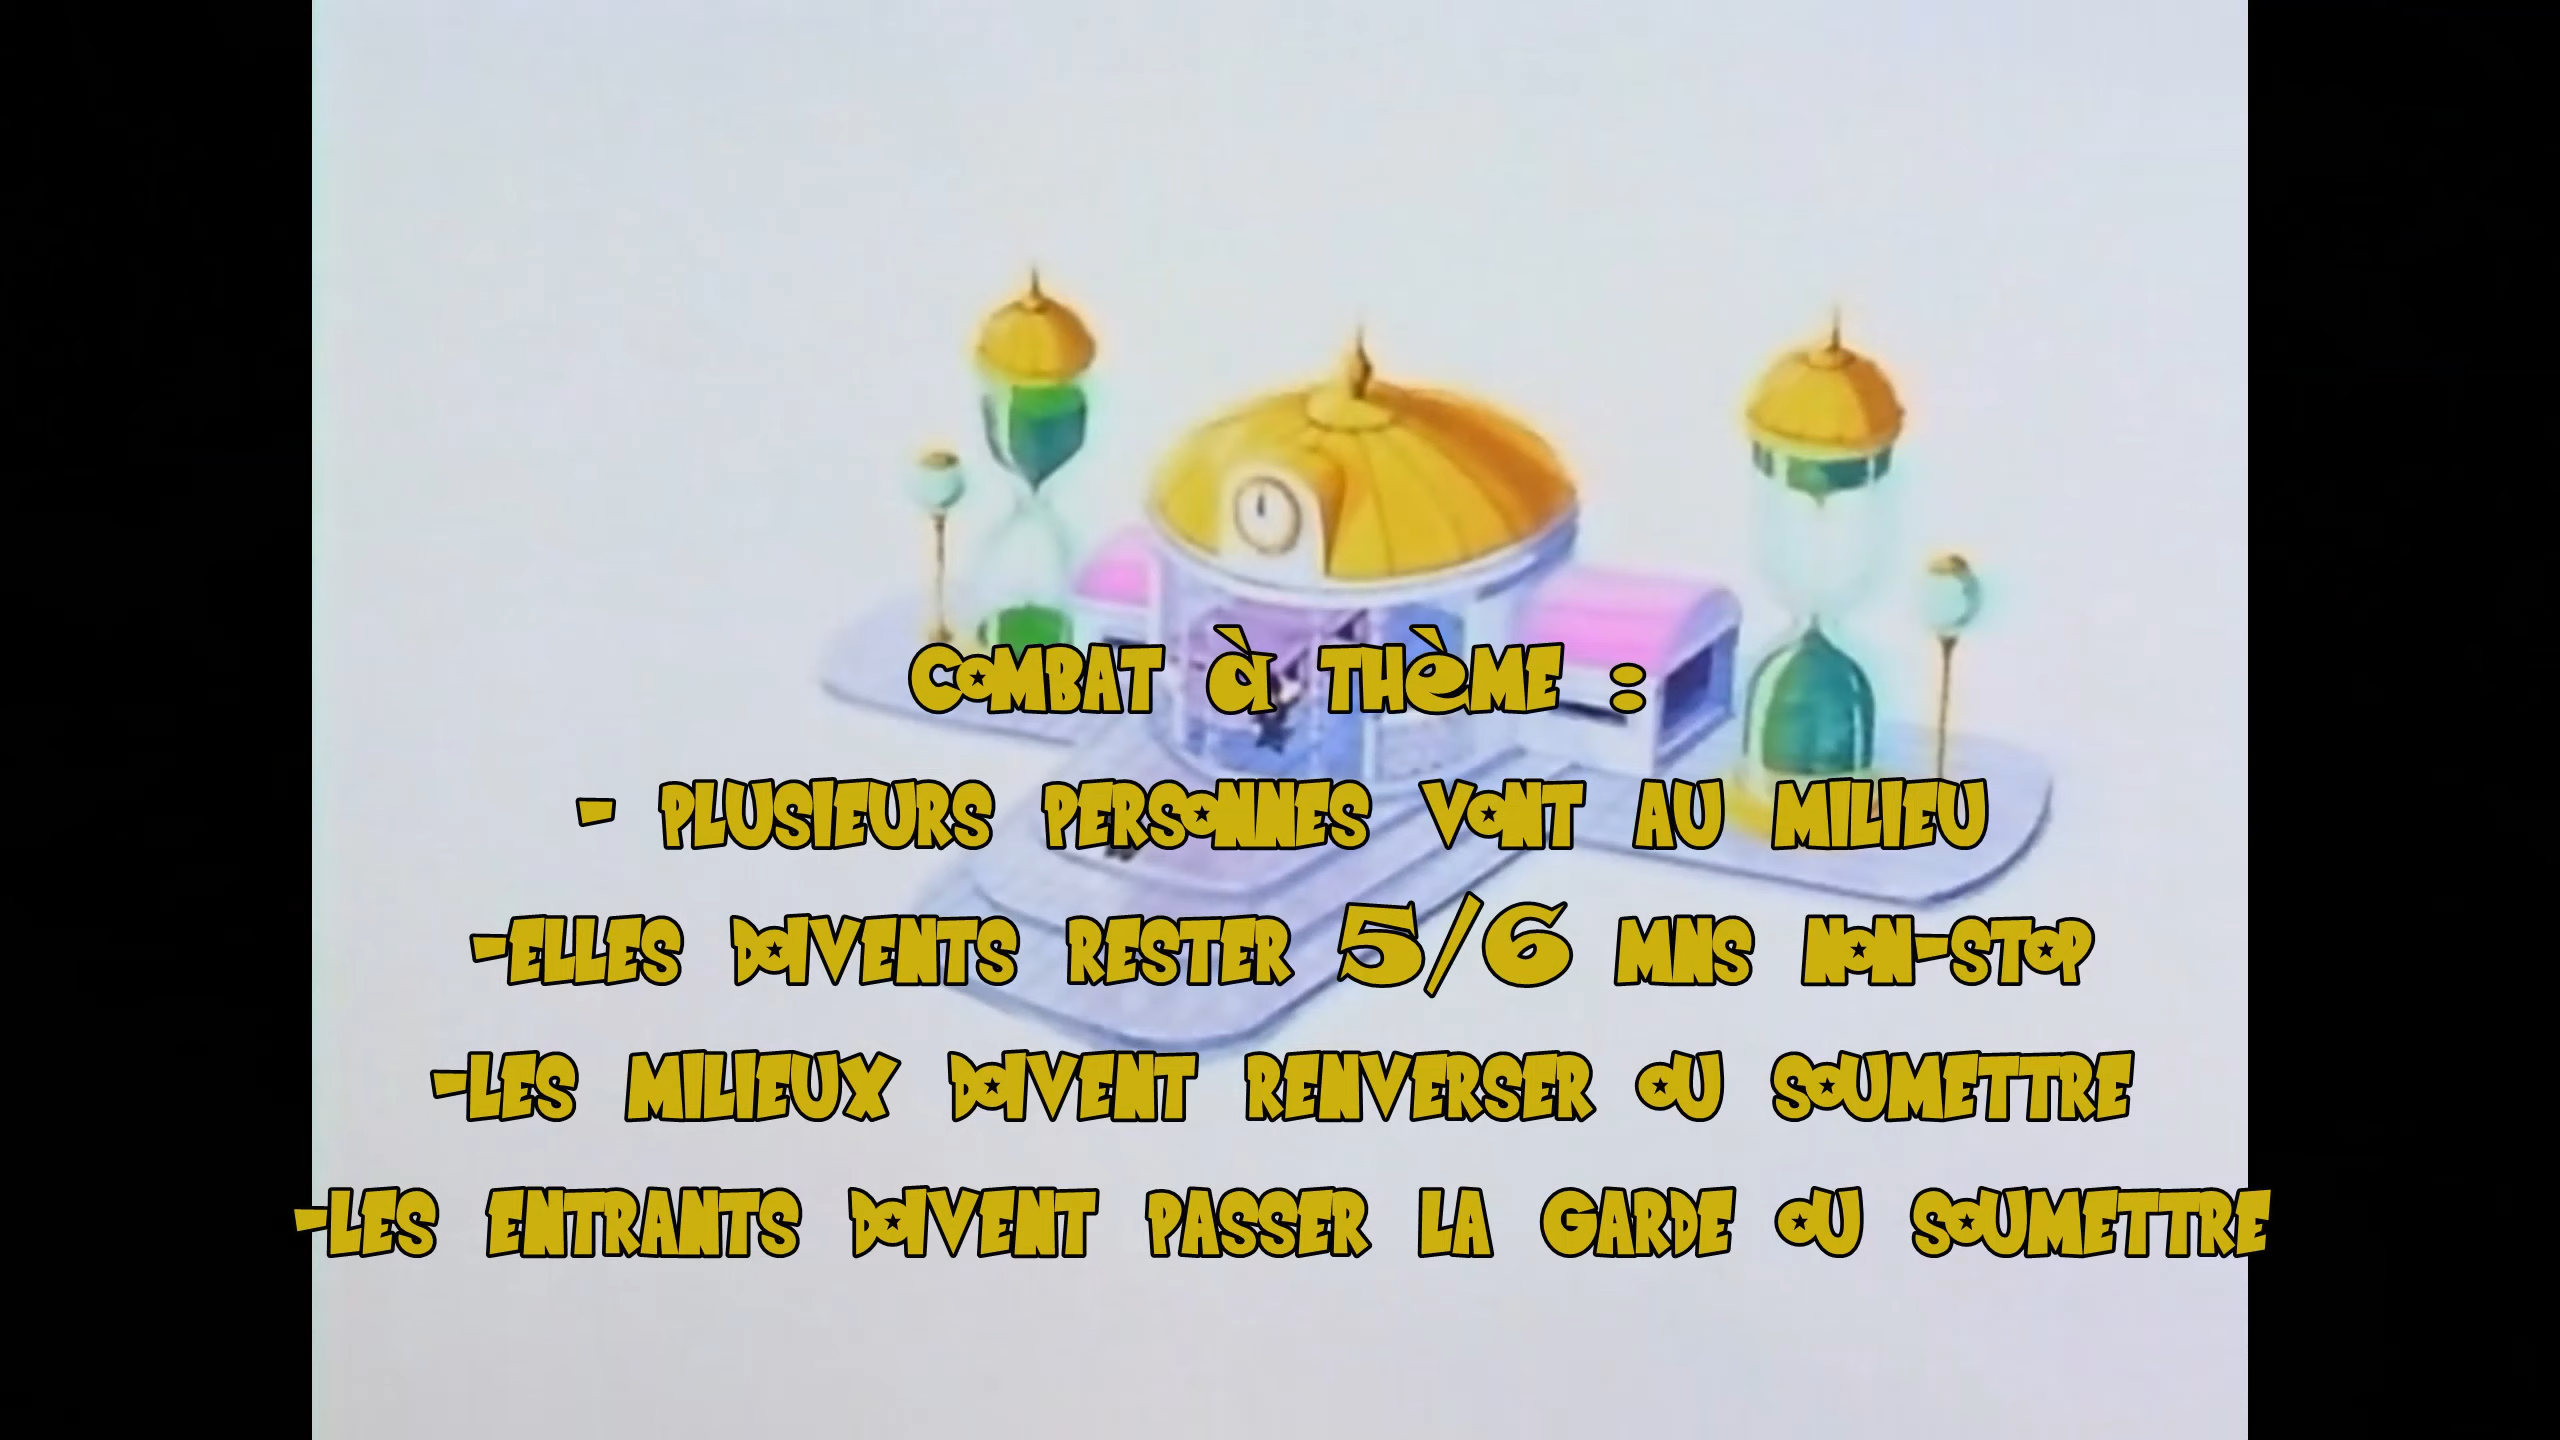 COMBAT à THèME :
- PLUSIEURS PERSONNES VONT AU MILIEU
-ELLES DOIVENTS RESTER 5/6 MNS NON-STOP
-LES MILIEUX DOIVENT RENVERSER OU SOUMETTRE
-LES ENTRANTS DOIVENT PASSER LA GARDE OU SOUMETTRE